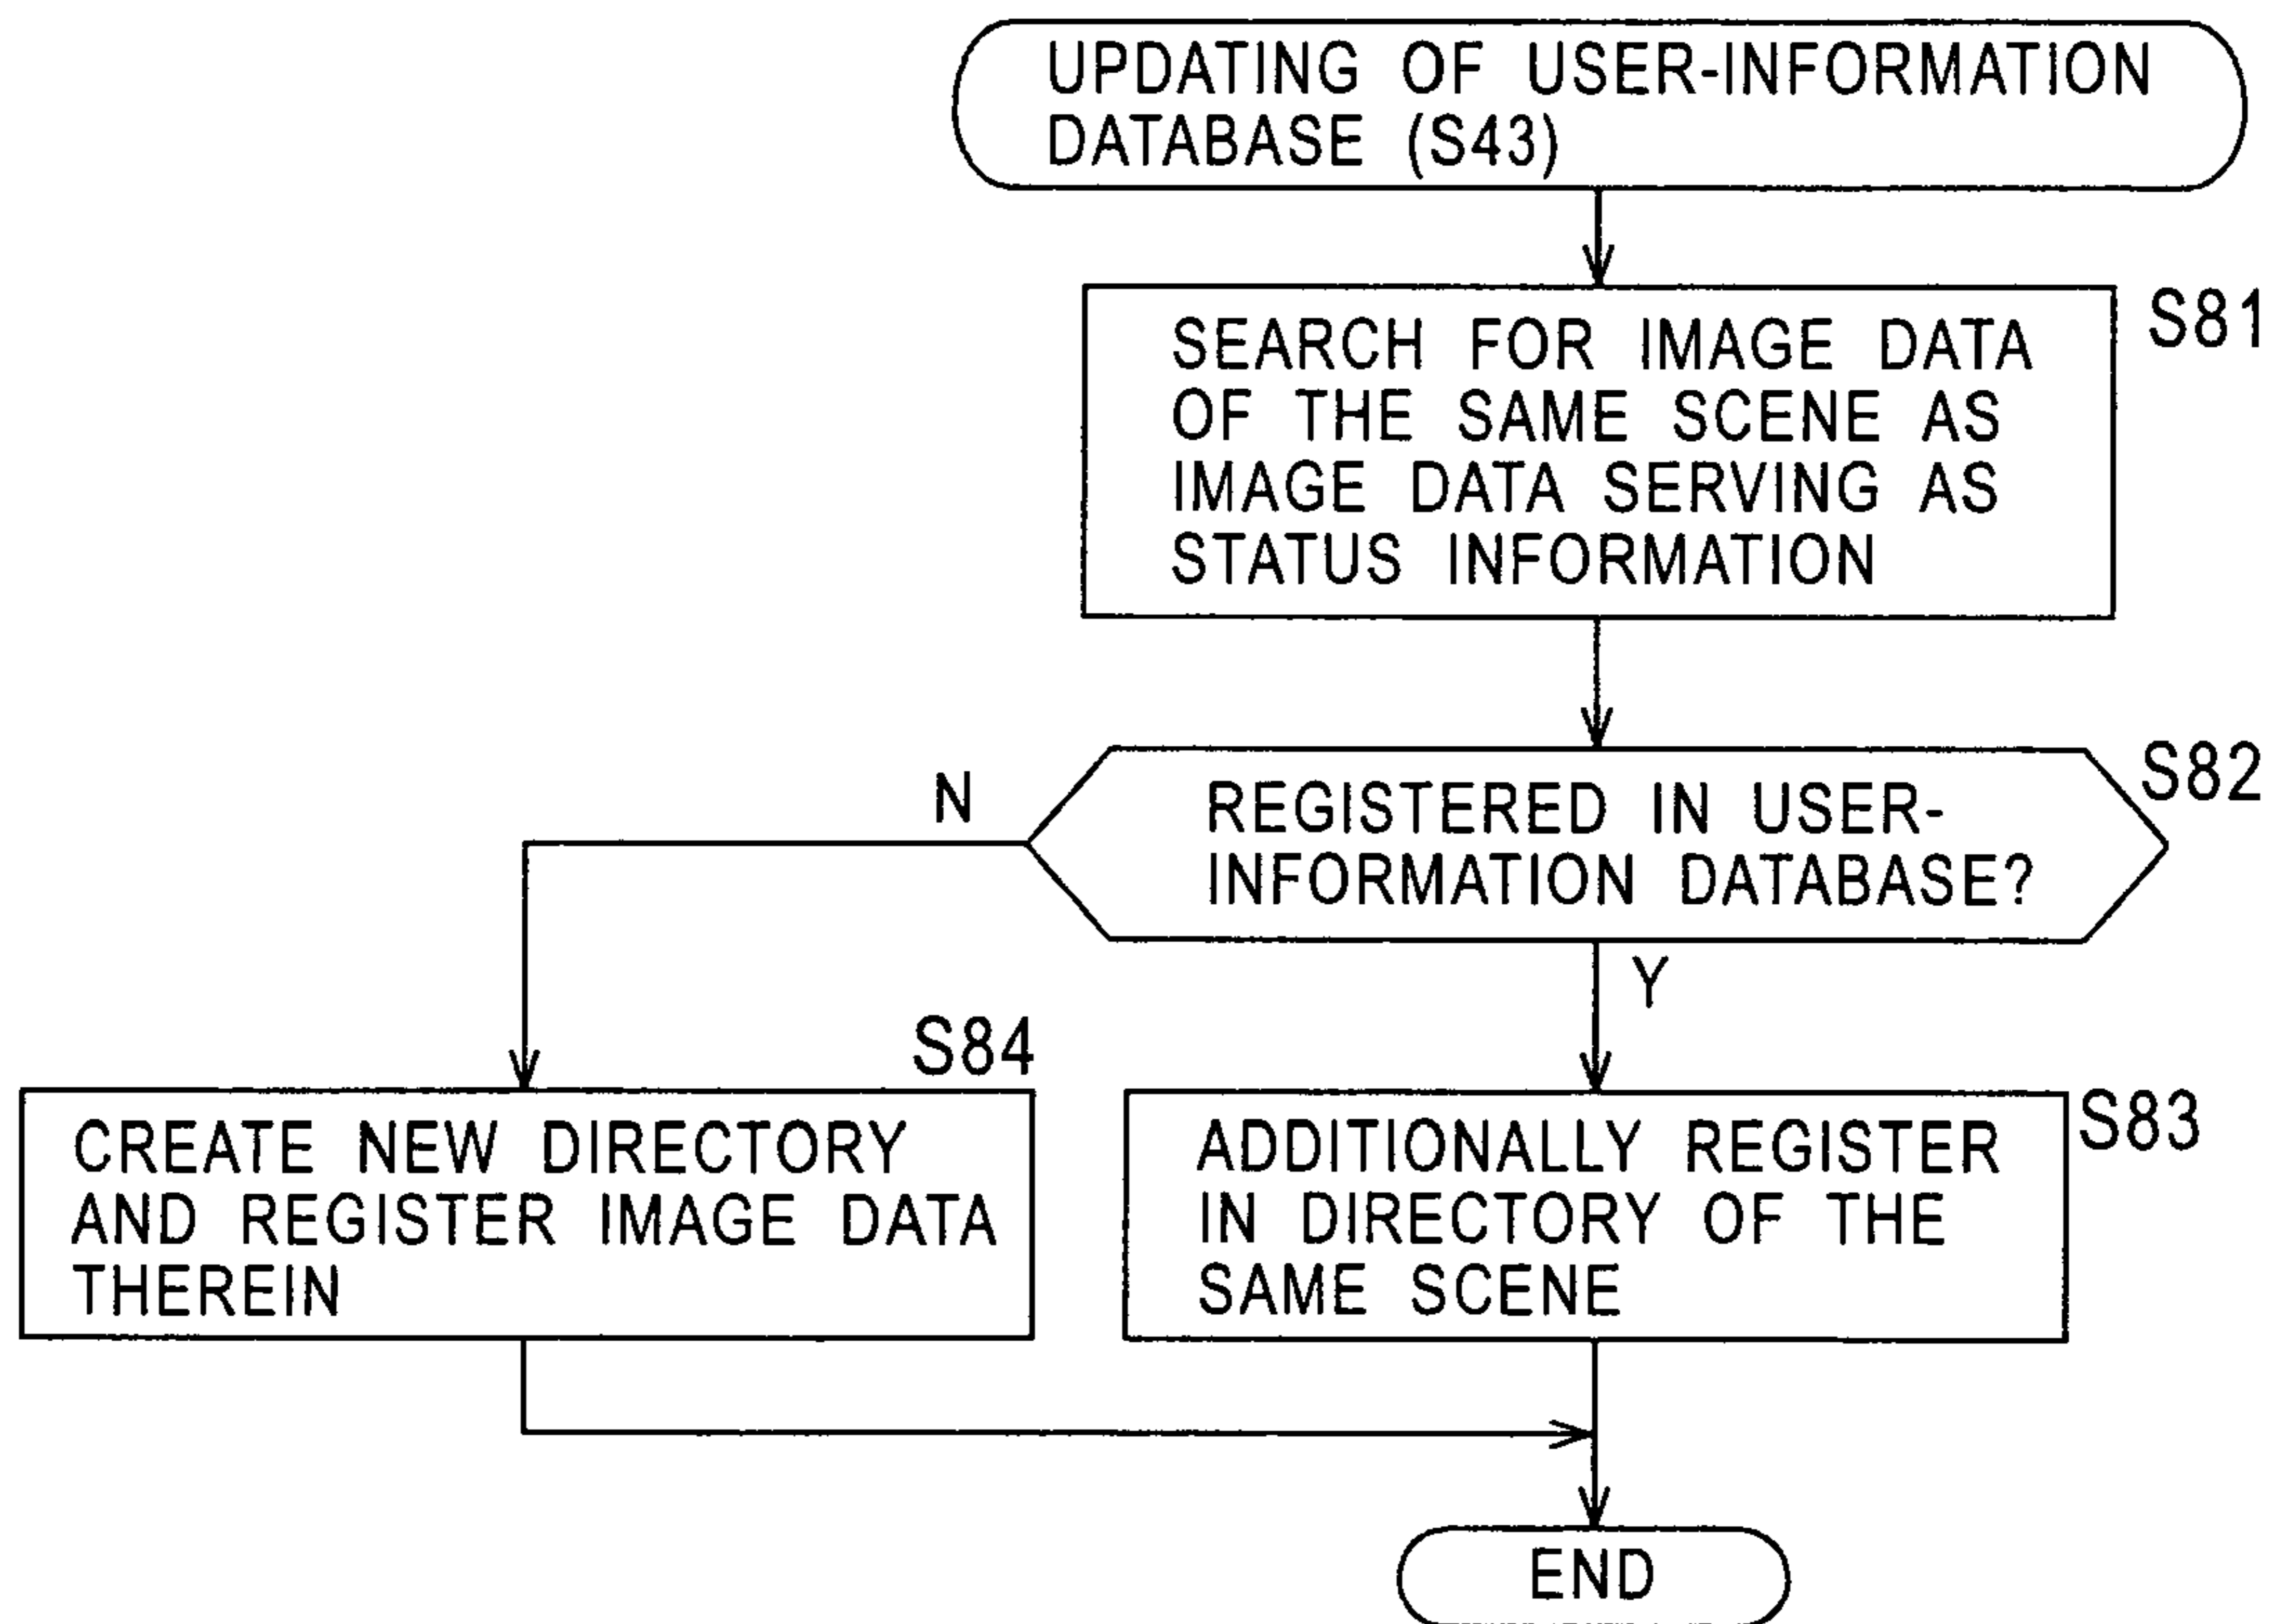 UPDATING OF USER-INFORMATION
DATABASE (S43)
S81
SEARCH FOR IMAGE DATA
OF THE SAME SCENE AS
IMAGE DATA SERVING AS
STATUS INFORMATION
S82
N
REGISTERED IN USER-
INFORMATION DATABASE?
Y
S84
CREATE NEW DIRECTORY
AND REGISTER IMAGE DATA
THEREIN
S83
ADDITIONALLY REGISTER
IN DIRECTORY OF THE
SAME SCENE
END